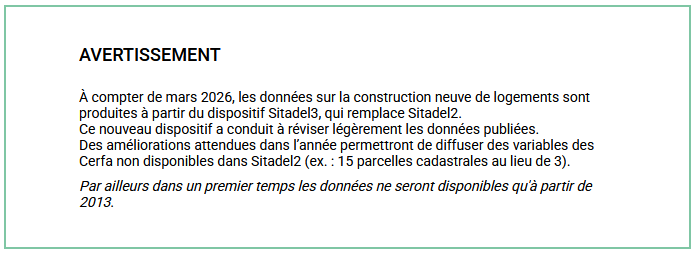 AVERTISSEMENT
À compter de mars 2026, les données sur la construction neuve de logements sont
produites à partir du dispositif Sitadel3, qui remplace Sitadel2.
Ce nouveau dispositif a conduit à réviser légèrement les données publiées.
Des améliorations attendues dans l’année permettront de diffuser des variables des
Cerfa non disponibles dans Sitadel2 (ex. : 15 parcelles cadastrales au lieu de 3).
Par ailleurs dans un premier temps les données ne seront disponibles qu'à partir de
2013.